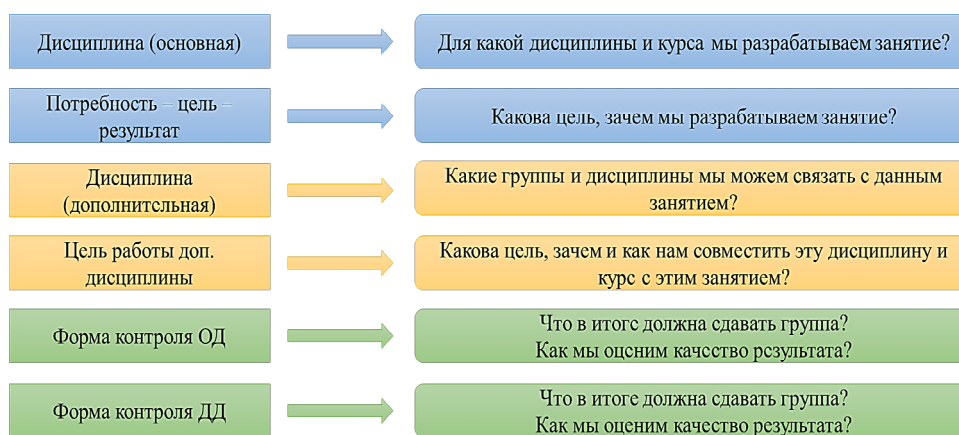 Дисциплина (основная)
Для какой дисциплины и курса мы разрабатываем занятие?
Потребность – цель –
результат
Какова цель, зачем мы разрабатываем занятие?
Дисциплина
(дополнительная)
Какие группы и дисциплины мы можем связать с данным
занятием?
Цель работы доп.
дисциплины
Какова цель, зачем и как нам совместить эту дисциплину и
курс с этим занятием?
Форма контроля ОД
Что в итоге должна сдавать группа?
Как мы оценим качество результата?
Форма контроля ДД
Что в итоге должна сдавать группа?
Как мы оценим качество результата?